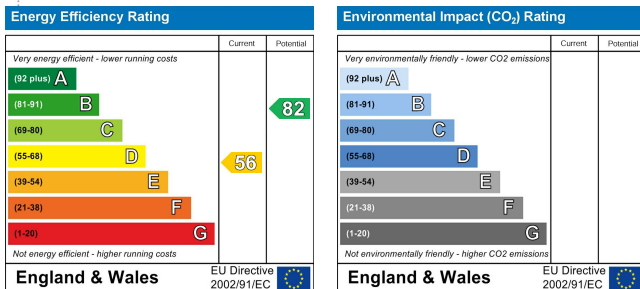 Energy Efficiency Rating
Current Potential
Very energy efficient - lower running costs
(92 plus) A
(81-91) B
82
(69-80) C
(55-68) D
56
(39-54) E
(21-38) F
(1-20) G
Not energy efficient - higher running costs
England & Wales
EU Directive
2002/91/EC
Environmental Impact (CO2) Rating
Current Potential
Very environmentally friendly - lower CO2 emissions
(92 plus) A
(81-91) B
(69-80) C
(55-68) D
(39-54) E
(21-38) F
(1-20) G
Not environmentally friendly - higher CO2 emissions
England & Wales
EU Directive
2002/91/EC